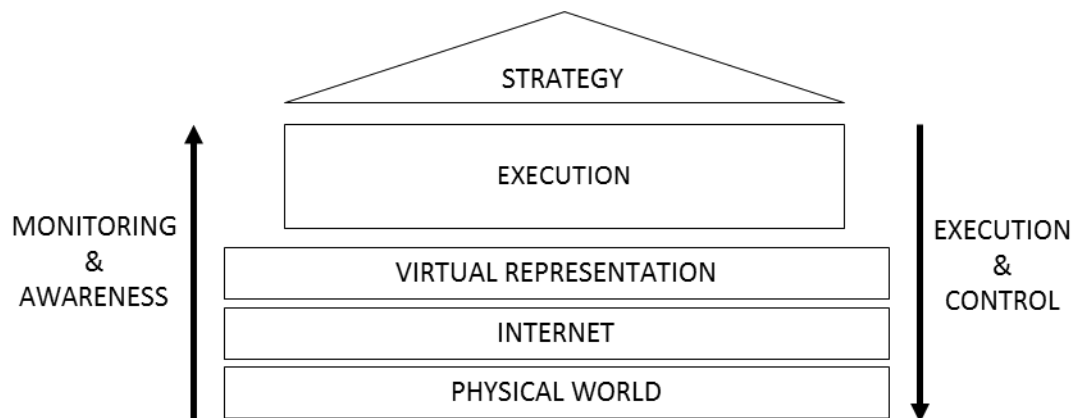 STRATEGY
EXECUTION
MONITORING
&
AWARENESS
EXECUTION
&
CONTROL
VIRTUAL REPRESENTATION
INTERNET
PHYSICAL WORLD